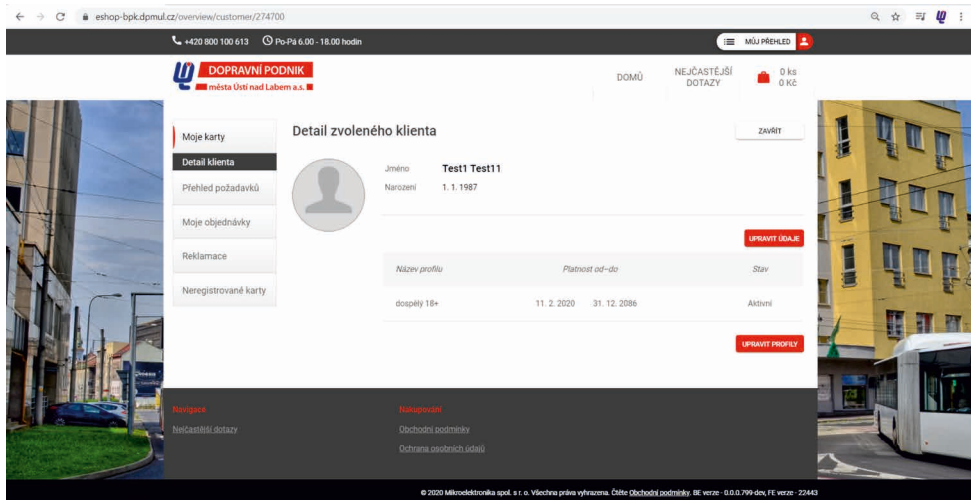 eshop-bpk.dpmul.cz/overview/customer/274700
+420 800 100 613 Po-Pá 6.00 - 18.00 hodin
MŮJ PŘEHLED
DOPRAVNÍ PODNIK
města Ústí nad Labem a.s.
DOMŮ
NEJČASTĚJŠÍ
DOTAZY
0 ks
0 Kč
Moje karty
Detail klienta
Přehled požadavků
Moje objednávky
Reklamace
Neregistrované karty
Detail zvoleného klienta
ZAVŘÍT
Jméno Test1 Test11
Narození 1. 1. 1987
UPRAVIT ÚDAJE
Název profilu Platnost od–do Stav
dospělý 18+ 11. 2. 2020 31. 12. 2086 Aktivní
UPRAVIT PROFILY
Navigace
Nejčastější dotazy
Nakupování
Obchodní podmínky
Ochrana osobních údajů
© 2020 Mikroelektronika spol. s r. o. Všechna práva vyhrazena. Čtěte Obchodní podmínky. BE verze - 0.0.0.799-dev, FE verze - 22443